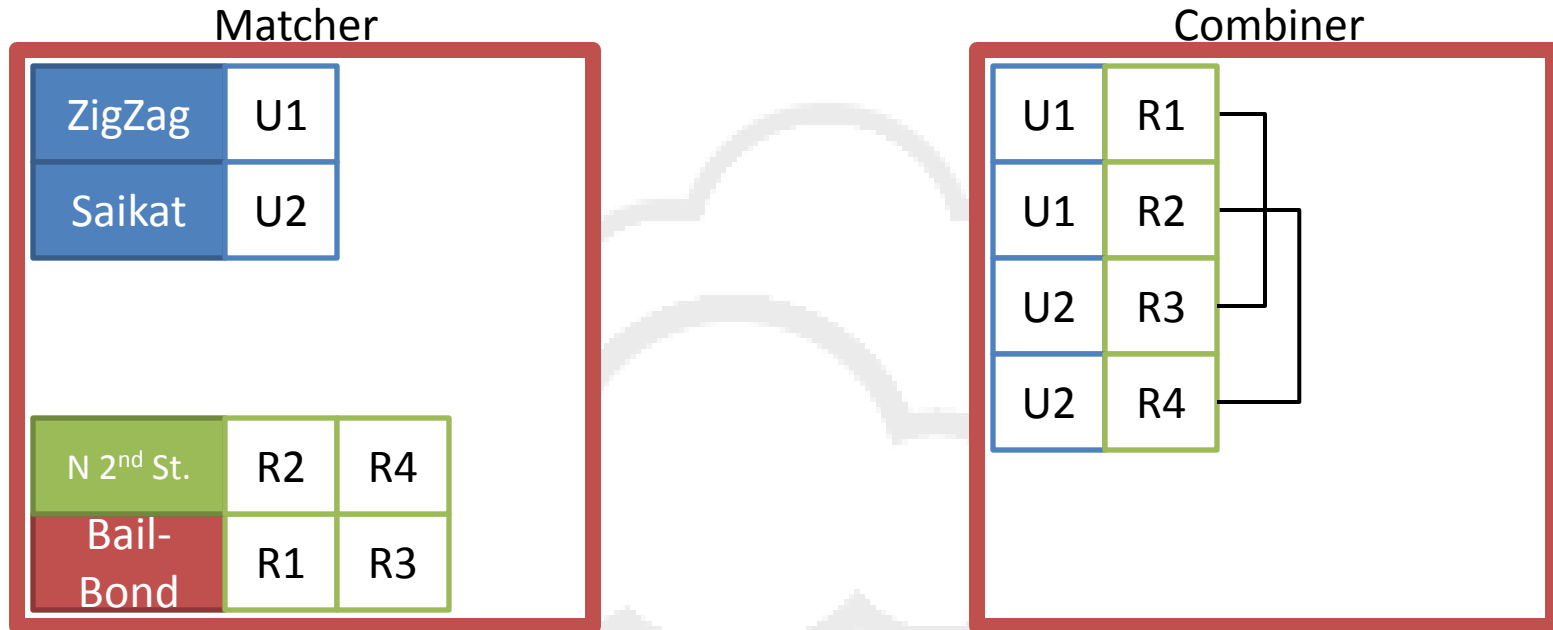 Matcher
ZigZag U1
Saikat U2
N 2nd St. R2 R4
Bail-
Bond R1 R3
Combiner
U1 R1
U1 R2
U2 R3
U2 R4